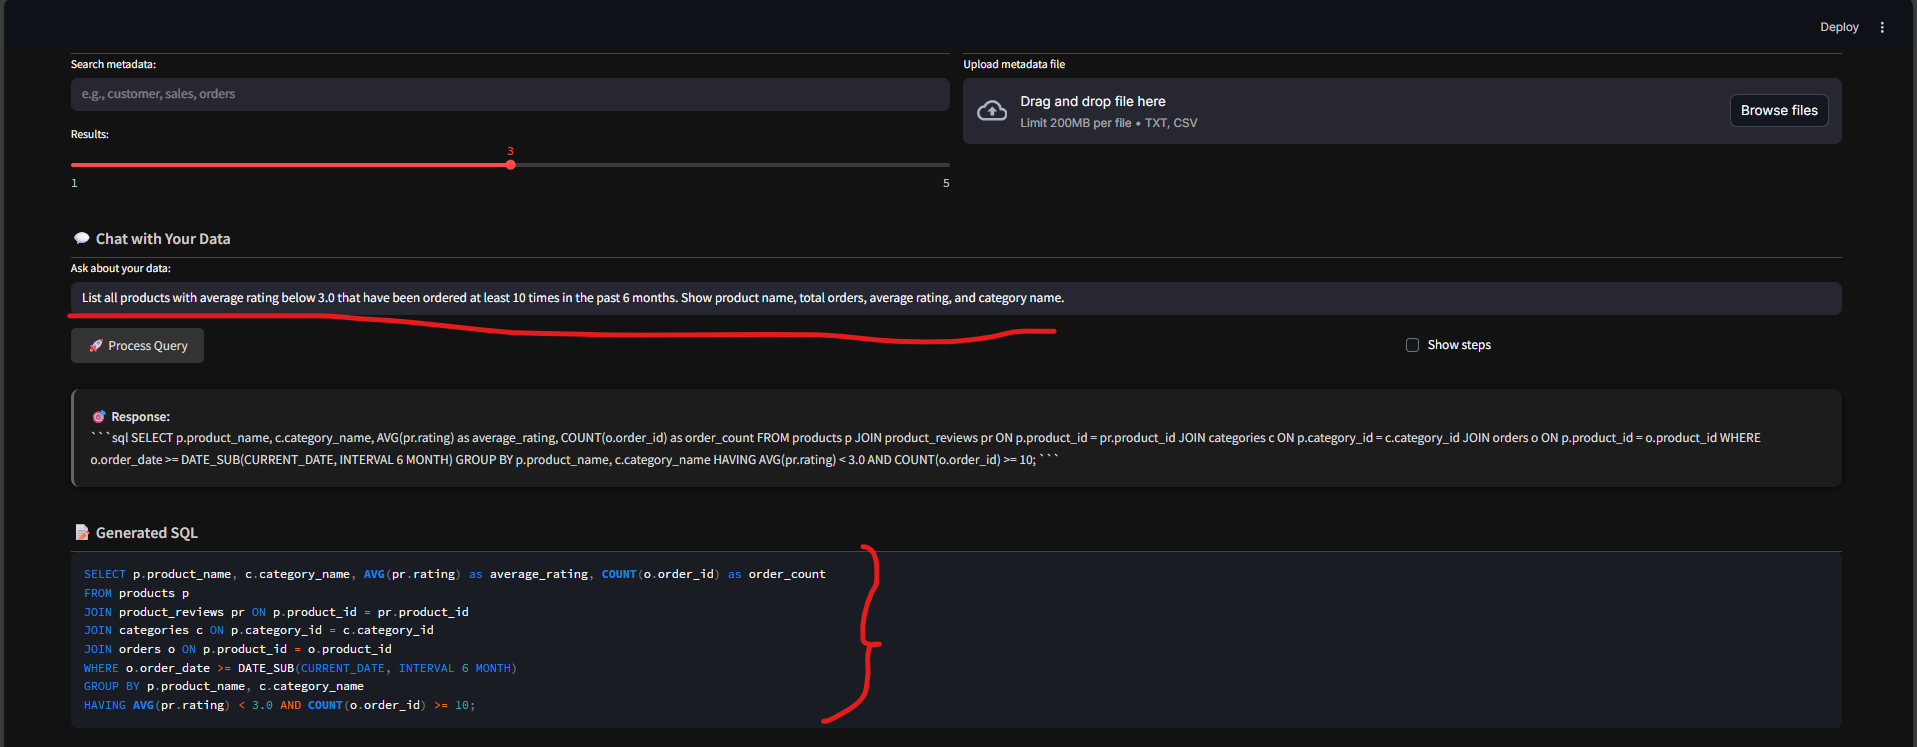 Deploy
Search metadata:
e.g., customer, sales, orders
Results:
3
1
5
Upload metadata file
Drag and drop file here
Limit 200MB per file • TXT, CSV
Browse files
💬 Chat with Your Data
Ask about your data:
List all products with average rating below 3.0 that have been ordered at least 10 times in the past 6 months. Show product name, total orders, average rating, and category name.
🚀 Process Query
Show steps
🎯 Response:
```sql SELECT p.product_name, c.category_name, AVG(pr.rating) as average_rating, COUNT(o.order_id) as order_count FROM products p JOIN product_reviews pr ON p.product_id = pr.product_id JOIN categories c ON p.category_id = c.category_id JOIN orders o ON p.product_id = o.product_id WHERE
o.order_date >= DATE_SUB(CURRENT_DATE, INTERVAL 6 MONTH) GROUP BY p.product_name, c.category_name HAVING AVG(pr.rating) < 3.0 AND COUNT(o.order_id) >= 10; ```
📝 Generated SQL
SELECT p.product_name, c.category_name, AVG(pr.rating) as average_rating, COUNT(o.order_id) as order_count
FROM products p
JOIN product_reviews pr ON p.product_id = pr.product_id
JOIN categories c ON p.category_id = c.category_id
JOIN orders o ON p.product_id = o.product_id
WHERE o.order_date >= DATE_SUB(CURRENT_DATE, INTERVAL 6 MONTH)
GROUP BY p.product_name, c.category_name
HAVING AVG(pr.rating) < 3.0 AND COUNT(o.order_id) >= 10;